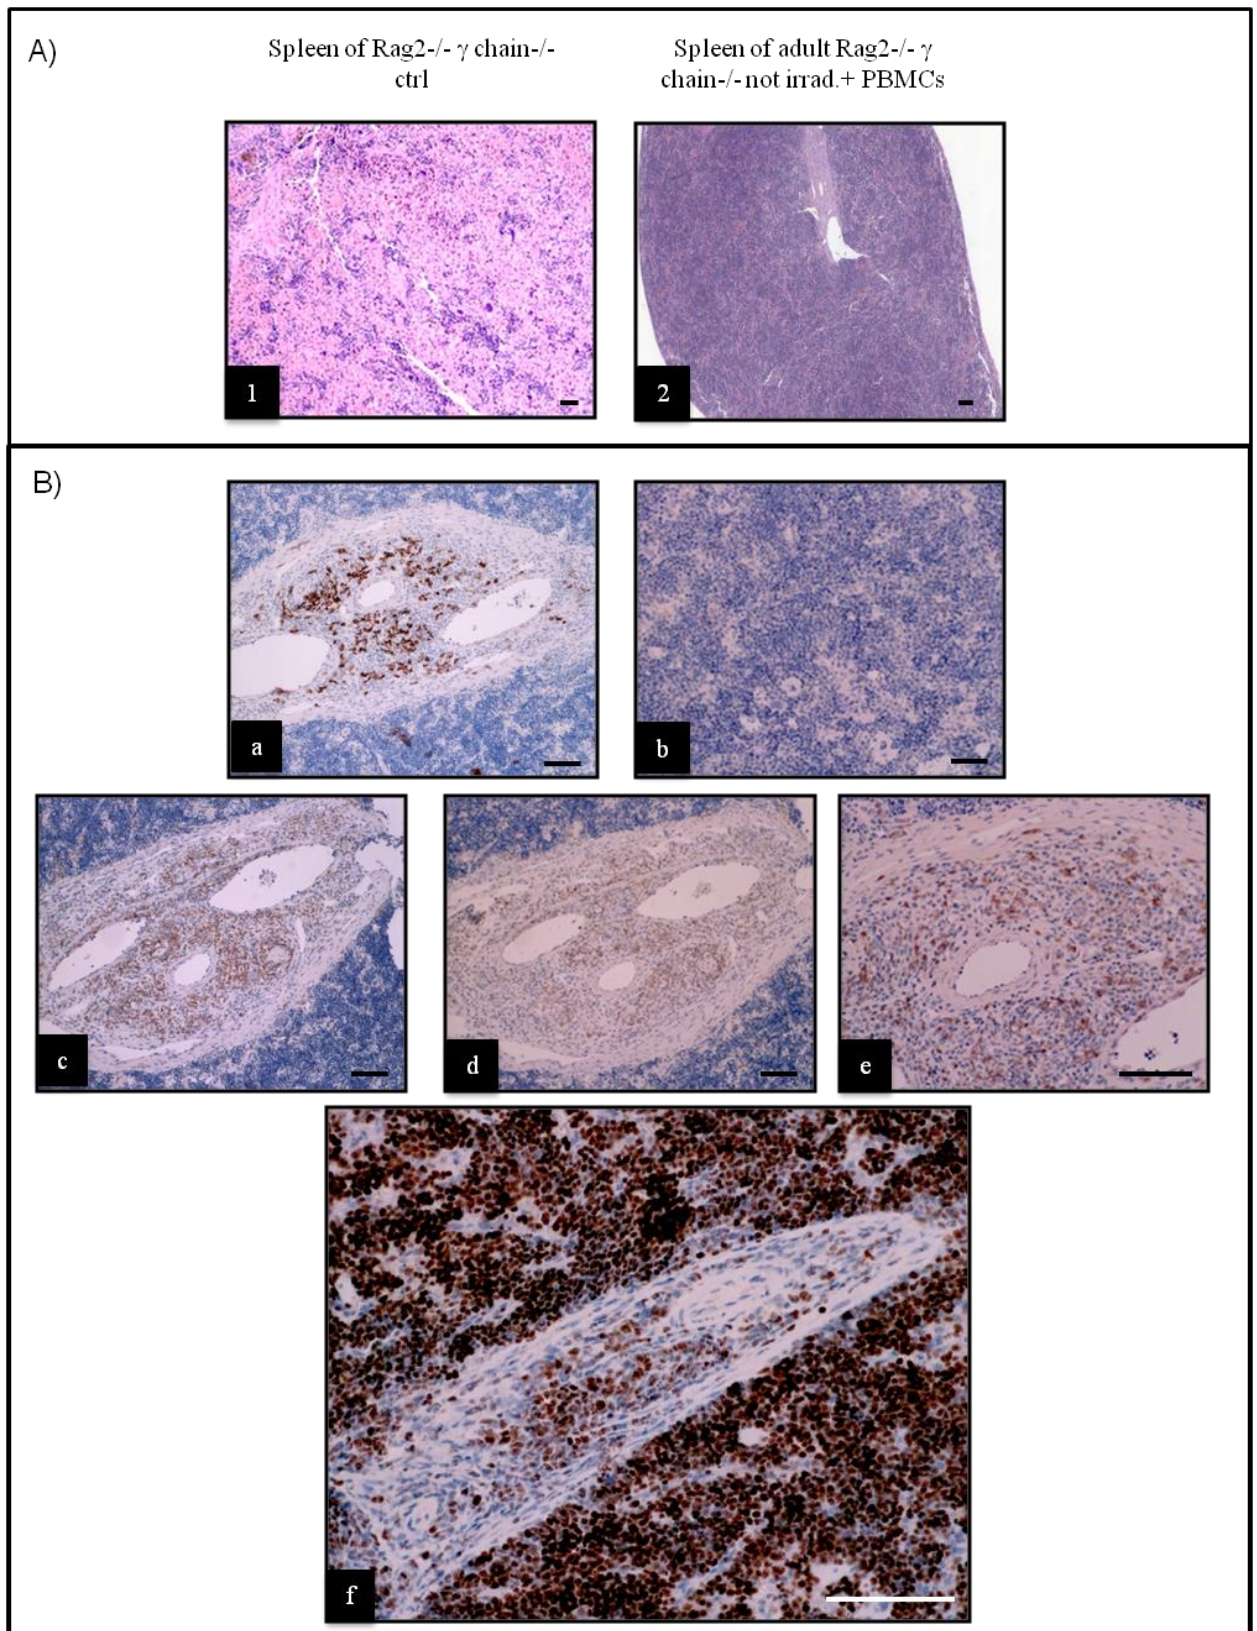 A)
Spleen of Rag2-/- γ chain-/-
ctrl
Spleen of adult Rag2-/- γ
chain-/- not irrad.+ PBMCs
1
2
B)
a
b
c
d
e
f